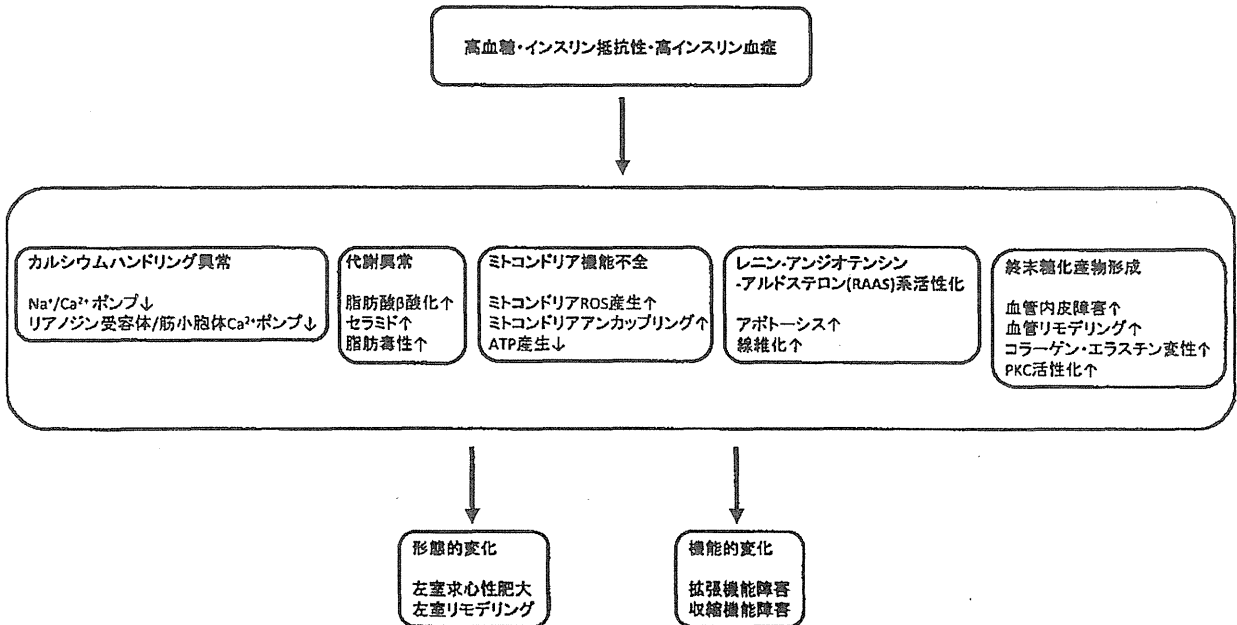 高血糖・インスリン抵抗性・高インスリン血症
カルシウムハンドリング異常
Na⁺/Ca²⁺ポンプ↓
リアノジン受容体/筋小胞体Ca²⁺ポンプ↓
代謝異常
脂肪酸β酸化↑
セラミド↑
脂肪毒性↑
ミトコンドリア機能不全
ミトコンドリアROS産生↑
ミトコンドリアアンカップリング↑
ATP産生↓
レニン・アンジオテンシン
-アルドステロン(RAAS)系活性化
アポトーシス↑
線維化↑
終末糖化産物形成
血管内皮障害↑
血管リモデリング↑
コラーゲン・エラスチン変性↑
PKC活性化↑
形態的変化
左室求心性肥大
左室リモデリング
機能的変化
拡張機能障害
収縮機能障害